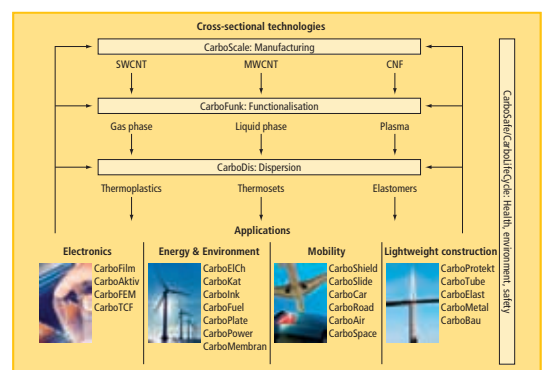 Cross-sectional technologies
CarboScale: Manufacturing
SWCNT MWCNT CNF
CarboFunk: Functionalisation
Gas phase Liquid phase Plasma
CarboDis: Dispersion
Thermoplastics Thermosets Elastomers
Applications
Electronics
CarboFilm
CarboAktiv
CarboFEM
CarboTCF
Energy & Environment
CarboElCh
CarboKat
CarboInk
CarboFuel
CarboPlate
CarboPower
CarboMembran
Mobility
CarboShield
CarboSlide
CarboCar
CarboRoad
CarboAir
CarboSpace
Lightweight construction
CarboProtekt
CarboTube
CarboElast
CarboMetal
CarboBau
CarboSafe/CarboLifeCycle: Health, environment,
safety